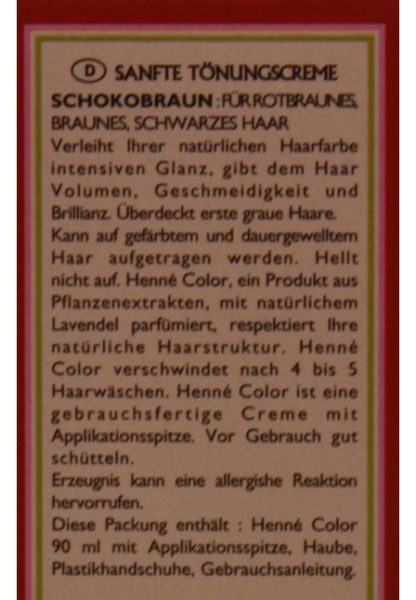 D SANFTE TÖNUNGSCREME
SCHOKOBRAUN : FÜR ROTBRAUNES,
BRAUNES, SCHWARZES HAAR
Verleiht Ihrer natürlichen Haarfarbe
intensiven Glanz, gibt dem Haar
Volumen, Geschmeidigkeit und
Brillianz. Überdeckt erste graue Haare.
Kann auf gefärbtem und dauergewelltem
Haar aufgetragen werden. Hellt
nicht auf. Henné Color, ein Produkt aus
Pflanzenextrakten, mit natürlichem
Lavendel parfümiert, respektiert Ihre
natürliche Haarstruktur. Henné
Color verschwindet nach 4 bis 5
Haarwäschen. Henné Color ist eine
gebrauchsfertige Creme mit
Applikationsspitze. Vor Gebrauch gut
schütteln.
Erzeugnis kann eine allergishe Reaktion
hervorrufen.
Diese Packung enthält : Henné Color
90 ml mit Applikationsspitze, Haube,
Plastikhandschuhe, Gebrauchsanleitung.